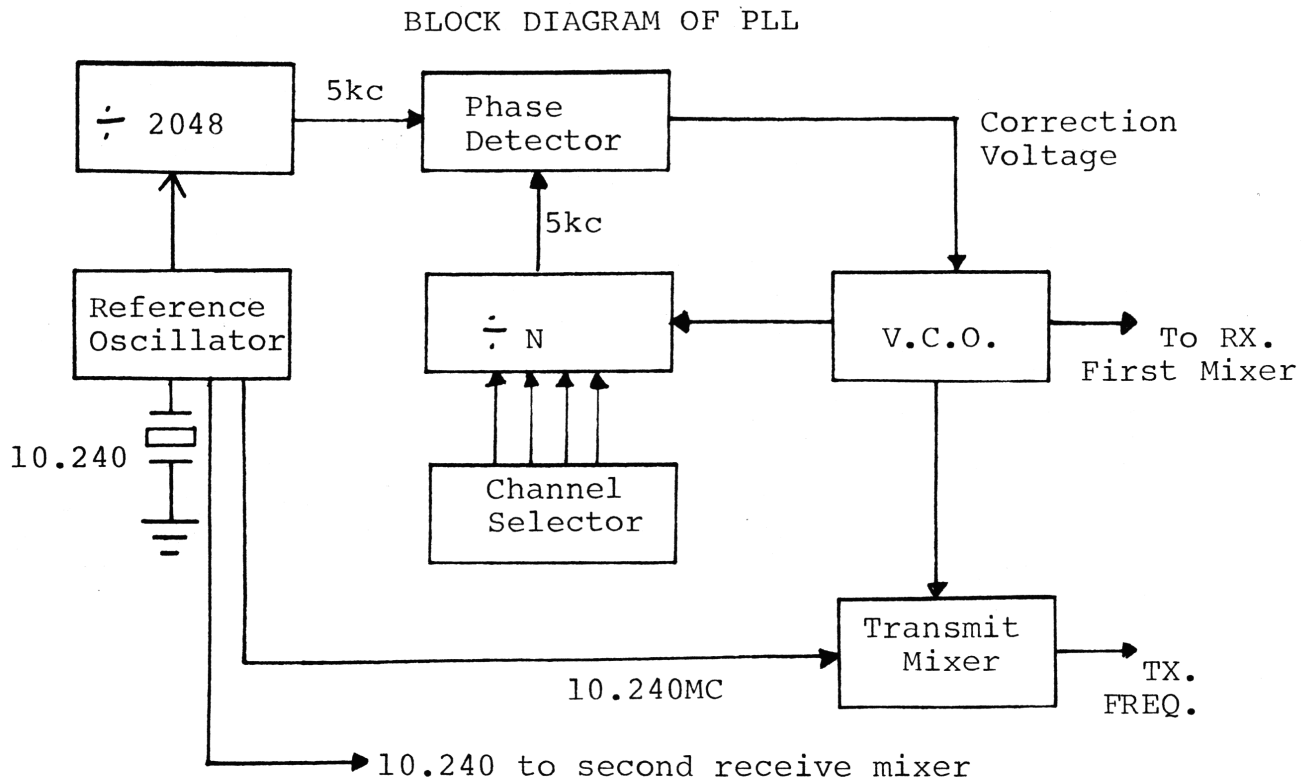 BLOCK DIAGRAM OF PLL
÷ 2048
5kc
Phase
Detector
Correction
Voltage
5kc
Reference
Oscillator
÷ N
V.C.O.
To RX.
First Mixer
10.240
Channel
Selector
Transmit
Mixer
10.240MC
TX.
FREQ.
10.240 to second receive mixer